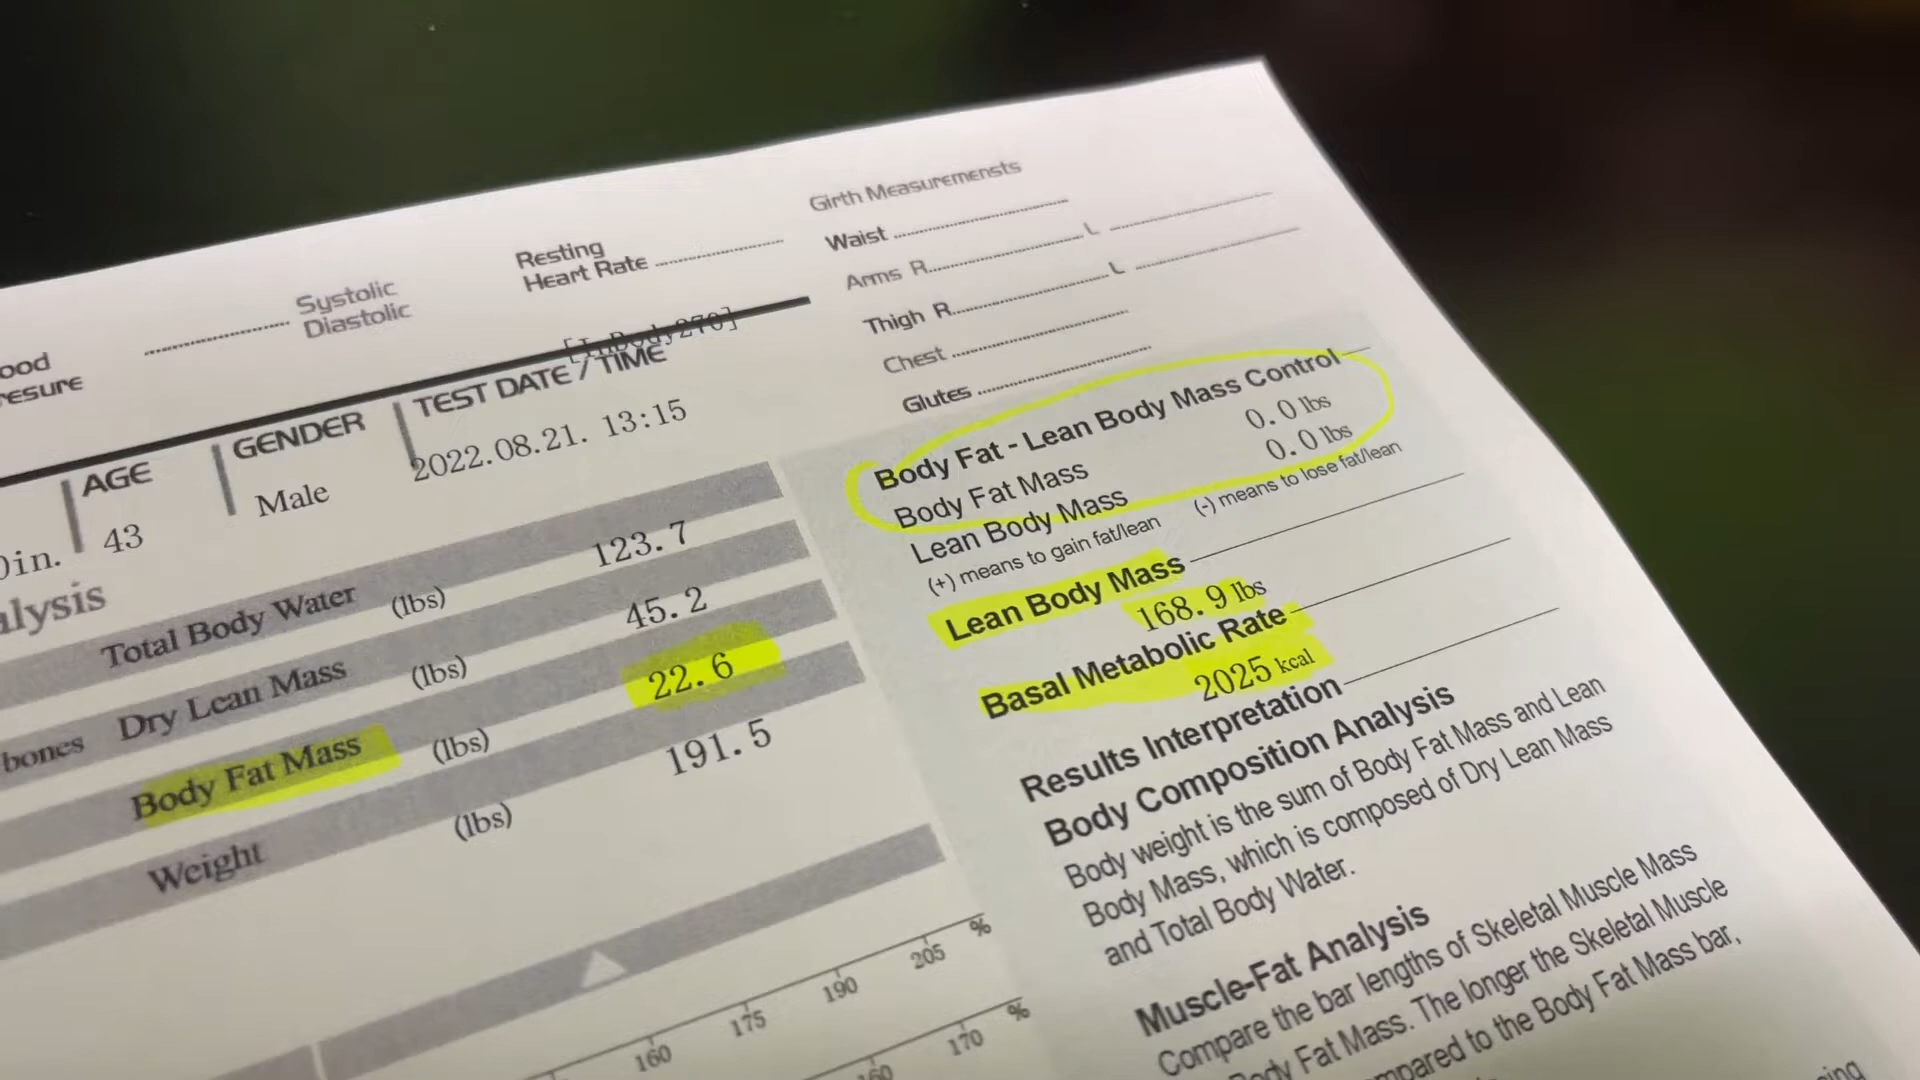 Girth Measuremensts
Waist
Arms R. L
Thigh R. L
Chest
Glutes
Resting
Heart Rate
Systolic
Diastolic
[InBody270]
AGE
43
GENDER
Male
TEST DATE / TIME
2022.08.21. 13:15
Total Body Water (lbs) 123.7
bones Dry Lean Mass (lbs) 45.2
Body Fat Mass (lbs) 22.6
Weight (lbs) 191.5
160 175 190 205 %
170 %
Body Fat - Lean Body Mass Control
Body Fat Mass 0.0 lbs
Lean Body Mass 0.0 lbs
(+) means to gain fat/lean (-) means to lose fat/lean
Lean Body Mass
168.9 lbs
Basal Metabolic Rate
2025 kcal
Results Interpretation
Body Composition Analysis
Body weight is the sum of Body Fat Mass and Lean
Body Mass, which is composed of Dry Lean Mass
and Total Body Water.
Muscle-Fat Analysis
Compare the bar lengths of Skeletal Muscle Mass
Body Fat Mass. The longer the Skeletal Muscle
compared to the Body Fat Mass bar,